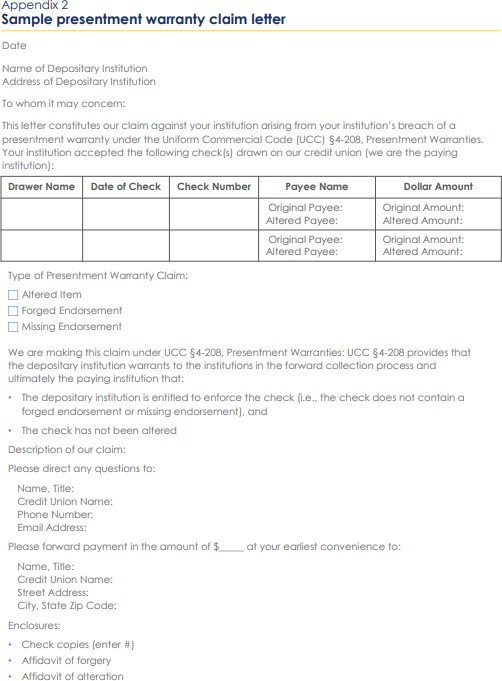 Appendix 2
Sample presentment warranty claim letter
Date
Name of Depositary Institution
Address of Depositary Institution
To whom it may concern:
This letter constitutes our claim against your institution arising from your institution's breach of a
presentment warranty under the Uniform Commercial Code (UCC) §4-208, Presentment Warranties.
Your institution accepted the following check(s) drawn on our credit union (we are the paying
institution):
Drawer Name Date of Check Check Number Payee Name Dollar Amount
Original Payee: Original Amount:
Altered Payee: Altered Amount:
Original Payee: Original Amount:
Altered Payee: Altered Amount:
Type of Presentment Warranty Claim:
Altered Item
Forged Endorsement
Missing Endorsement
We are making this claim under UCC §4-208, Presentment Warranties: UCC §4-208 provides that
the depositary institution warrants to the institutions in the forward collection process and
ultimately the paying institution that:
• The depositary institution is entitled to enforce the check (i.e., the check does not contain a
forged endorsement or missing endorsement), and
• The check has not been altered
Description of our claim:
Please direct any questions to:
Name, Title:
Credit Union Name:
Phone Number:
Email Address:
Please forward payment in the amount of $_____ at your earliest convenience to:
Name, Title:
Credit Union Name:
Street Address:
City, State Zip Code:
Enclosures:
• Check copies (enter #)
• Affidavit of forgery
• Affidavit of alteration